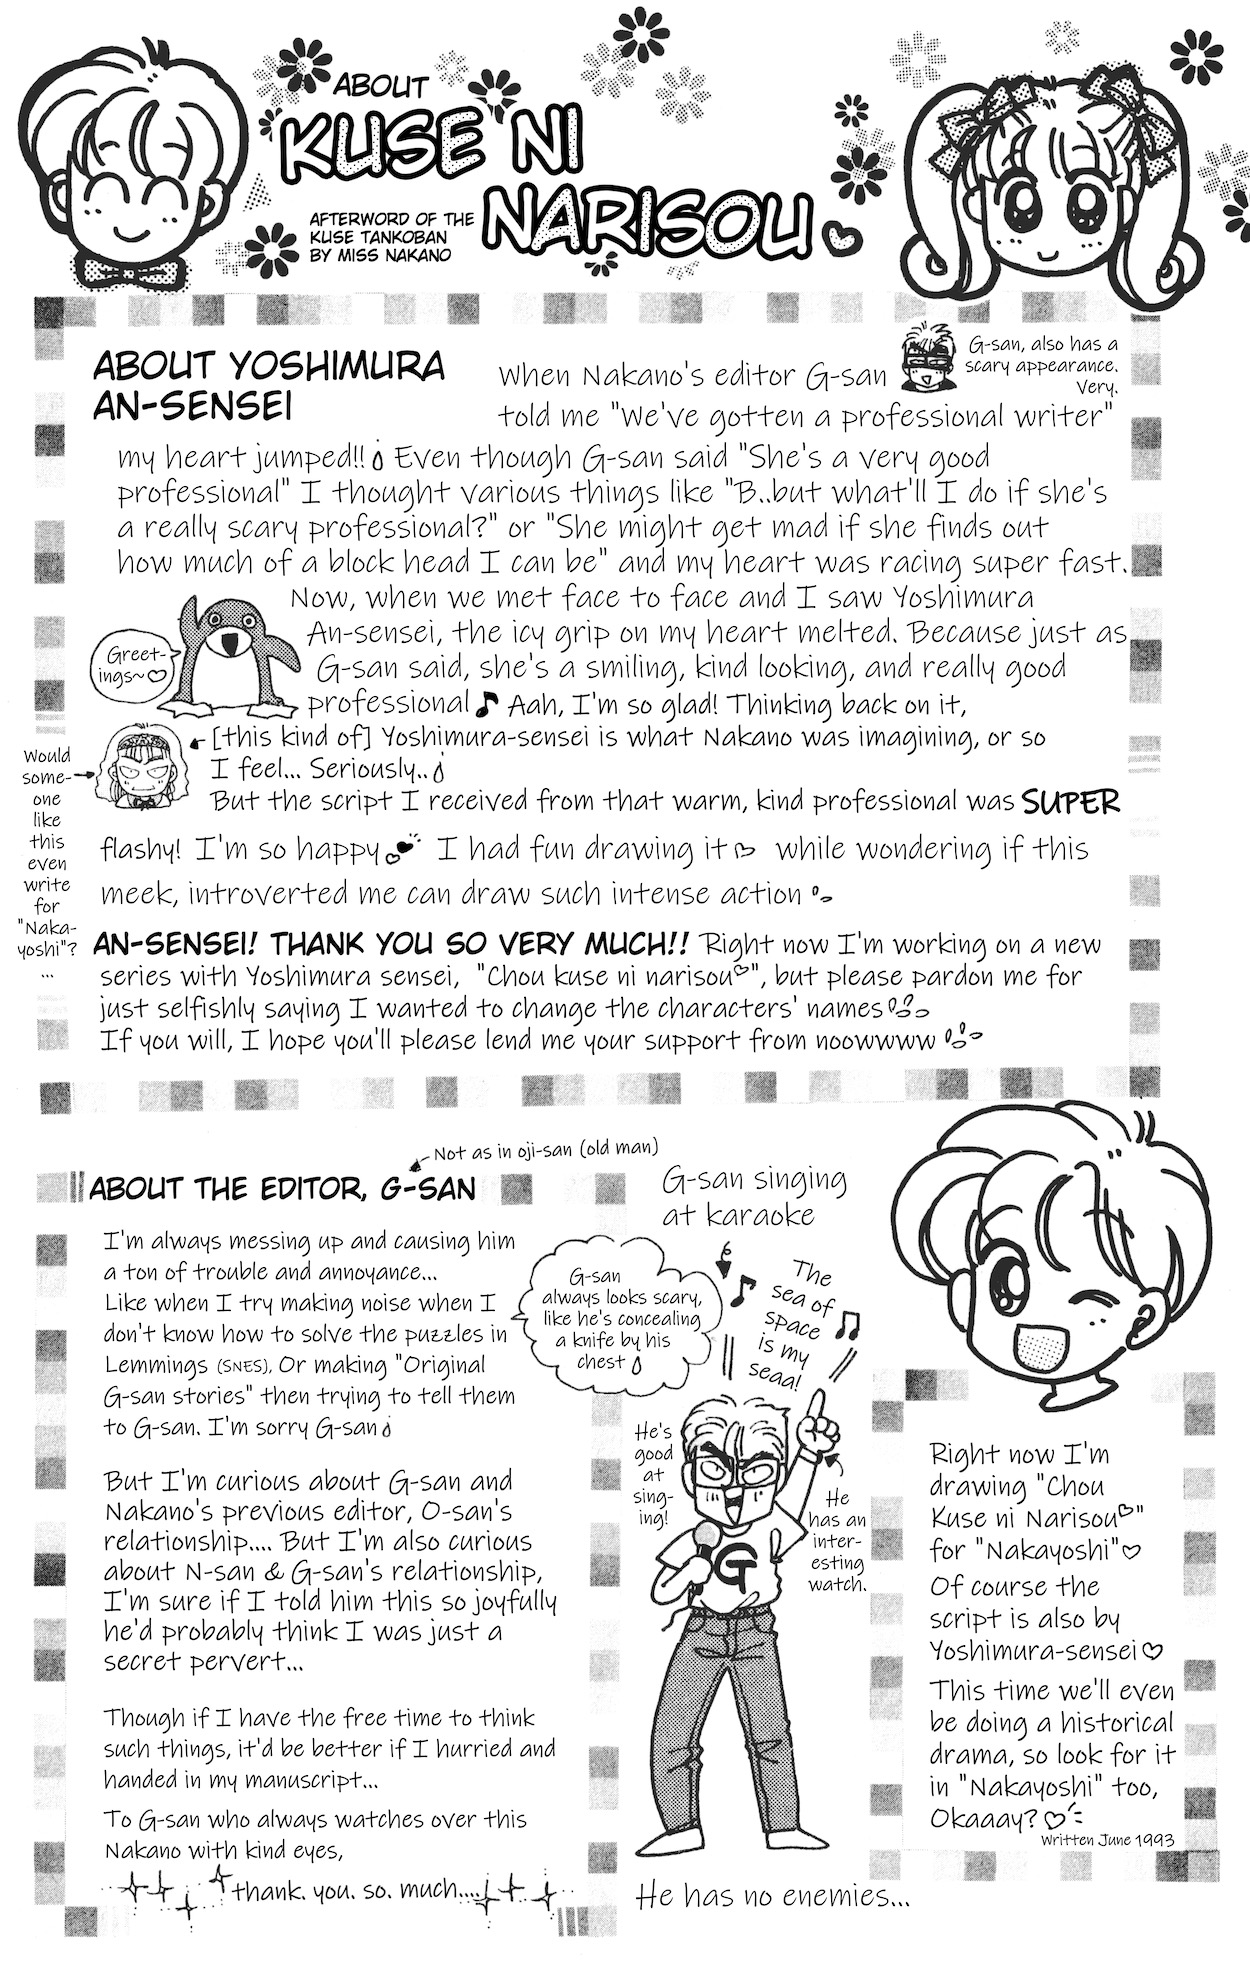 ABOUT
KUSE NI
NARISOU
AFTERWORD OF THE
KUSE TANKOBAN
BY MISS NAKANO
ABOUT YOSHIMURA
AN-SENSEI
G-san, also has a
scary appearance.
Very.
When Nakano's editor G-san
told me "We've gotten a professional writer"
my heart jumped!! Even though G-san said "She's a very good
professional" I thought various things like "B..but what'll I do if she's
a really scary professional?" or "She might get mad if she finds out
how much of a block head I can be" and my heart was racing super fast.
Now, when we met face to face and I saw Yoshimura
An-sensei, the icy grip on my heart melted. Because just as
G-san said, she's a smiling, kind looking, and really good
professional♪ Aah, I'm so glad! Thinking back on it,
Greet-
ings~♡
[this kind of] Yoshimura-sensei is what Nakano was imagining, or so
I feel... Seriously..
But the script I received from that warm, kind professional was SUPER
flashy! I'm so happy I had fun drawing it while wondering if this
meek, introverted me can draw such intense action
Would
some-
one
like
this
even
write
for
"Naka-
yoshi"?
...
AN-SENSEI! THANK YOU SO VERY MUCH!! Right now I'm working on a new
series with Yoshimura sensei, "Chou kuse ni narisou♡", but please pardon me for
just selfishly saying I wanted to change the characters' names
If you will, I hope you'll please lend me your support from noowwww
Not as in oji-san (old man)
ABOUT THE EDITOR, G-SAN
I'm always messing up and causing him
a ton of trouble and annoyance...
Like when I try making noise when I
don't know how to solve the puzzles in
Lemmings (SNES), Or making "Original
G-san stories" then trying to tell them
to G-san. I'm sorry G-san
But I'm curious about G-san and
Nakano's previous editor, O-san's
relationship.... But I'm also curious
about N-san & G-san's relationship,
I'm sure if I told him this so joyfully
he'd probably think I was just a
secret pervert...
Though if I have the free time to think
such things, it'd be better if I hurried and
handed in my manuscript...
To G-san who always watches over this
Nakano with kind eyes,
thank. you. so. much....
G-san singing
at karaoke
G-san
always looks scary,
like he's concealing
a knife by his
chest
The
sea of
space
is my
seaa!
He's
good
at
sing-
ing!
He
has an
inter-
esting
watch.
G
He has no enemies...
Right now I'm
drawing "Chou
Kuse ni Narisou♡"
for "Nakayoshi"♡
Of course the
script is also by
Yoshimura-sensei♡
This time we'll even
be doing a historical
drama, so look for it
in "Nakayoshi" too,
Okaaay?♡
Written June 1993